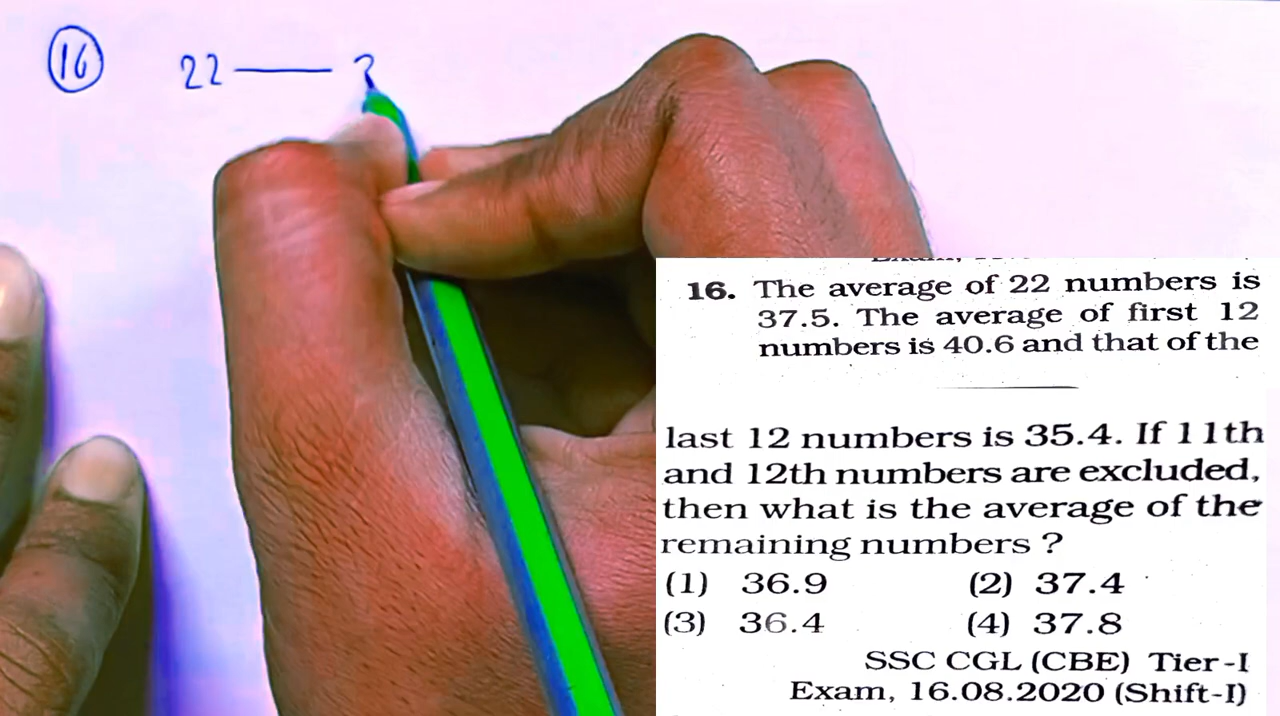 16 22 — 3
16. The average of 22 numbers is
37.5. The average of first 12
numbers is 40.6 and that of the
last 12 numbers is 35.4. If 11th
and 12th numbers are excluded,
then what is the average of the
remaining numbers ?
(1) 36.9 (2) 37.4
(3) 36.4 (4) 37.8
SSC CGL (CBE) Tier-I
Exam, 16.08.2020 (Shift-I)